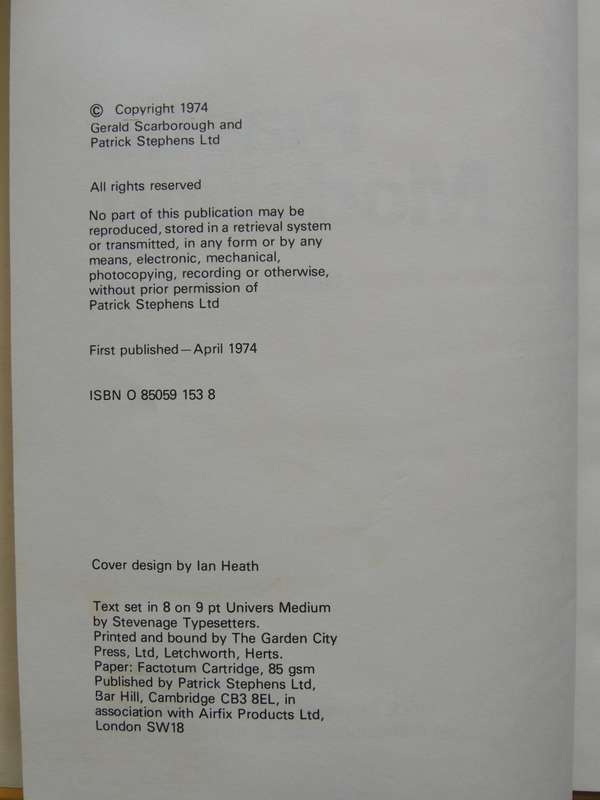 © Copyright 1974
Gerald Scarborough and
Patrick Stephens Ltd
All rights reserved
No part of this publication may be
reproduced, stored in a retrieval system
or transmitted, in any form or by any
means, electronic, mechanical,
photocopying, recording or otherwise,
without prior permission of
Patrick Stephens Ltd
First published—April 1974
ISBN 0 85059 153 8
Cover design by Ian Heath
Text set in 8 on 9 pt Univers Medium
by Stevenage Typesetters.
Printed and bound by The Garden City
Press, Ltd, Letchworth, Herts.
Paper: Factotum Cartridge, 85 gsm
Published by Patrick Stephens Ltd,
Bar Hill, Cambridge CB3 8EL, in
association with Airfix Products Ltd,
London SW18